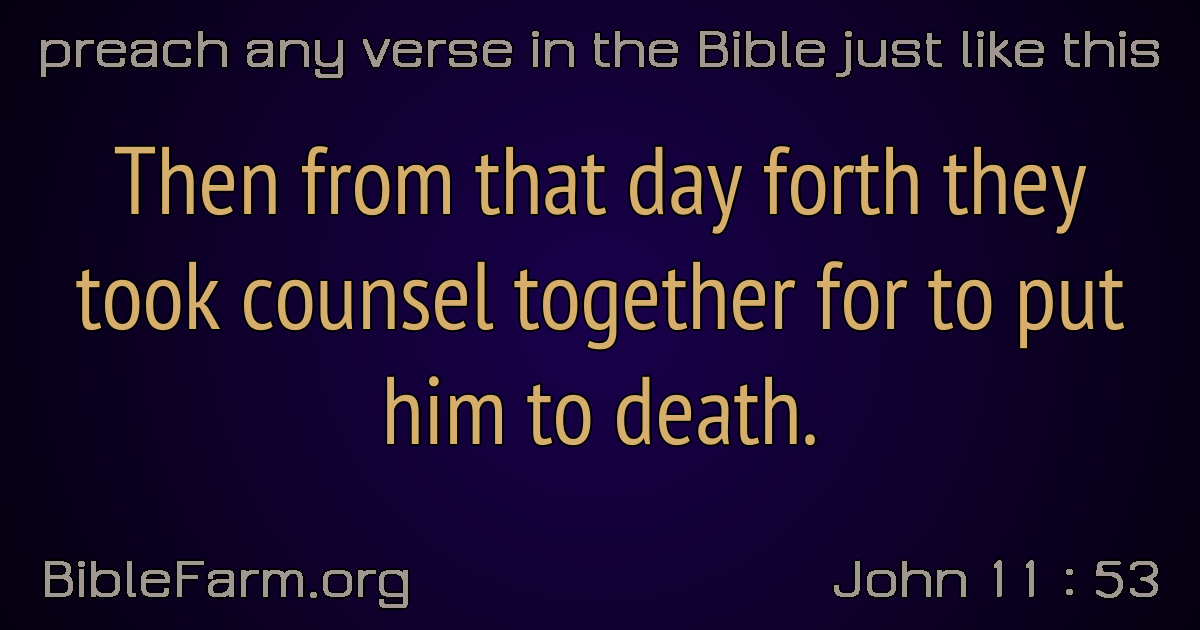 preach any verse in the Bible just like this
Then from that day forth they
took counsel together for to put
him to death.
BibleFarm.org
John 11 : 53